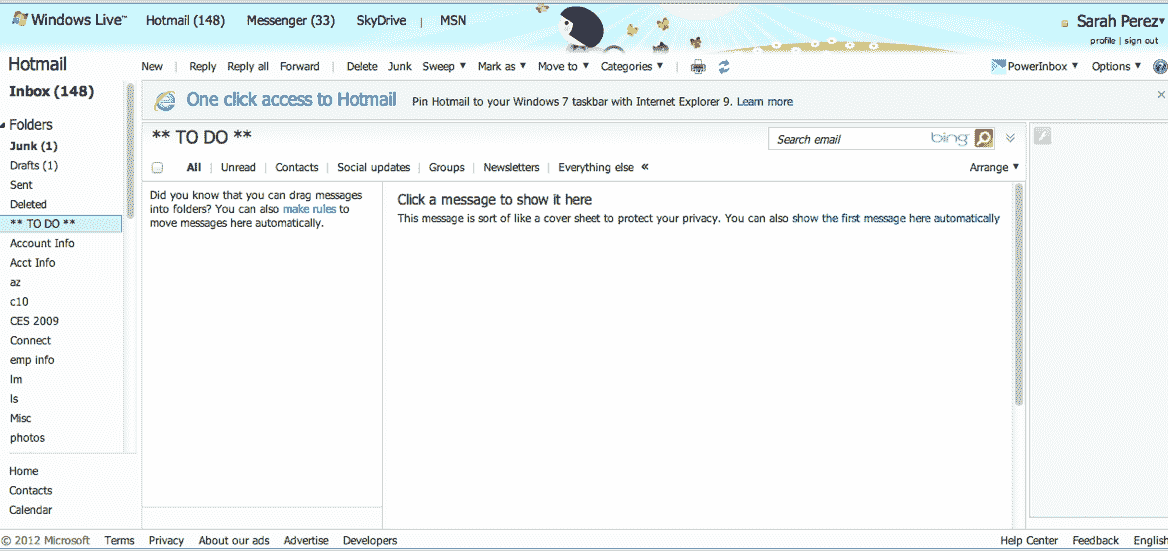 Windows Live™ Hotmail (148) Messenger (33) SkyDrive | MSN Sarah Perez
profile | sign out
Hotmail
New | Reply Reply all Forward | Delete Junk Sweep Mark as Move to Categories | PowerInbox Options
Inbox (148)
Folders
Junk (1)
Drafts (1)
Sent
Deleted
** TO DO **
Account Info
Acct Info
az
c10
CES 2009
Connect
emp info
lm
ls
Misc
photos
Home
Contacts
Calendar
One click access to Hotmail Pin Hotmail to your Windows 7 taskbar with Internet Explorer 9. Learn more
** TO DO **
Search email bing
All | Unread | Contacts | Social updates | Groups | Newsletters | Everything else « Arrange
Did you know that you can drag messages
into folders? You can also make rules to
move messages here automatically.
Click a message to show it here
This message is sort of like a cover sheet to protect your privacy. You can also show the first message here automatically
© 2012 Microsoft Terms Privacy About our ads Advertise Developers Help Center Feedback English